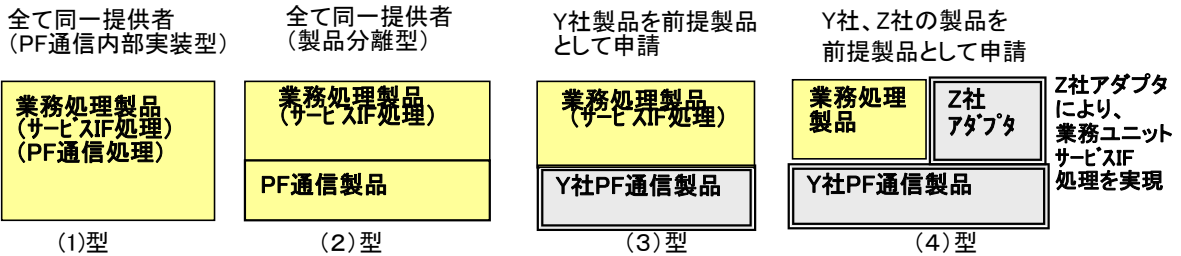 全て同一提供者
（PF通信内部実装型）
業務処理製品
（サービスIF処理）
（PF通信処理）
(1)型
全て同一提供者
（製品分離型）
業務処理製品
（サービスIF処理）
PF通信製品
（２）型
Y社製品を前提製品
として申請
業務処理製品
（サービスIF処理）
Y社PF通信製品
（３）型
Y社、Z社の製品を
前提製品として申請
業務処理
製品
Z社
アダプタ
Y社PF通信製品
Z社アダプタ
により、
業務ユニット
サービスIF
処理を実現
（４）型